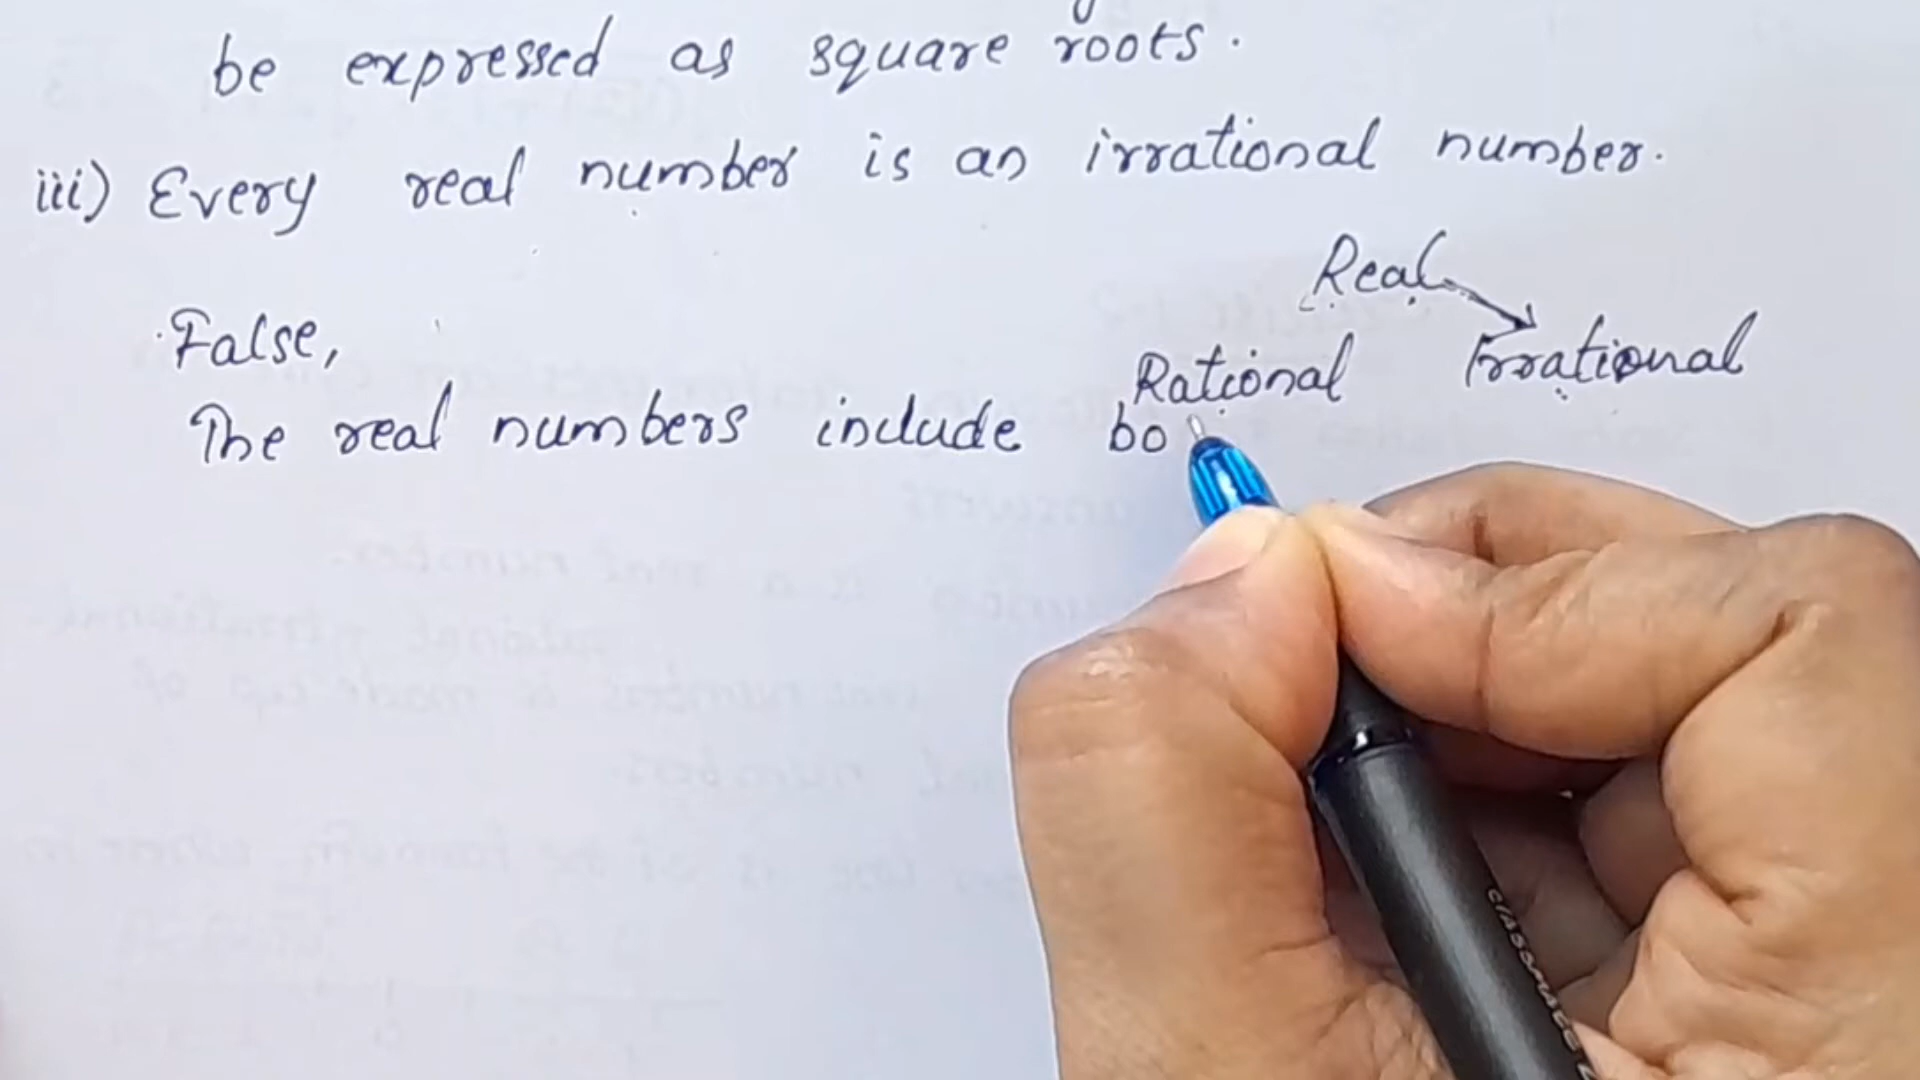 be expressed as square roots.
iii) Every real number is an irrational number.
Real
False,
Rational Irrational
The real numbers include bo
CLASSMATE